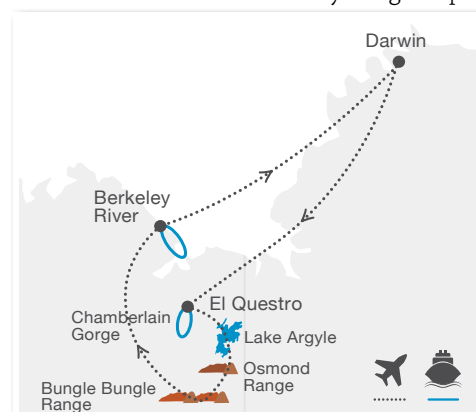 Darwin
Berkeley
River
El Questro
Chamberlain
Gorge
Lake Argyle
Osmond
Range
Bungle Bungle
Range